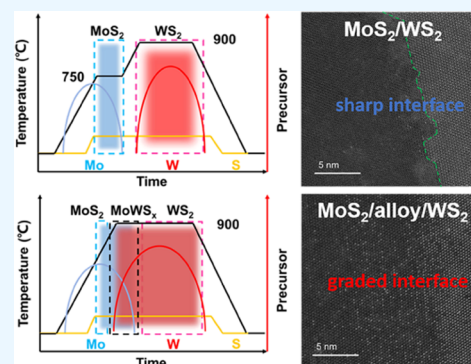 MoS₂ WS₂
900
750
Temperature (℃)
Precursor
Mo W S
Time
MoS₂/WS₂
sharp interface
5 nm
MoS₂ MoWSₓ WS₂
900
Temperature (℃)
Precursor
Mo W S
Time
MoS₂/alloy/WS₂
graded interface
5 nm